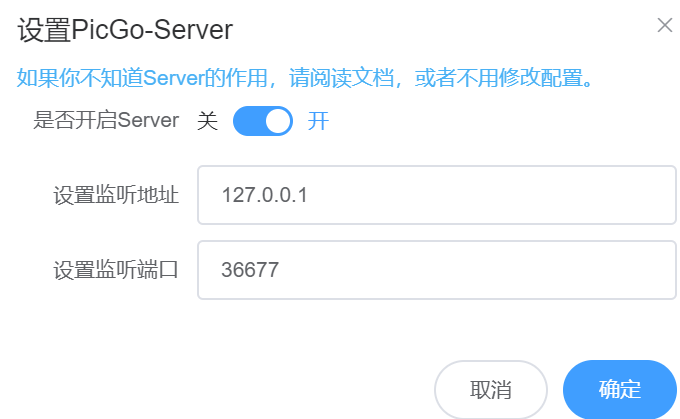 设置PicGo-Server
如果你不知道Server的作用，请阅读文档，或者不用修改配置。
是否开启Server 关 开
设置监听地址 127.0.0.1
设置监听端口 36677
取消 确定